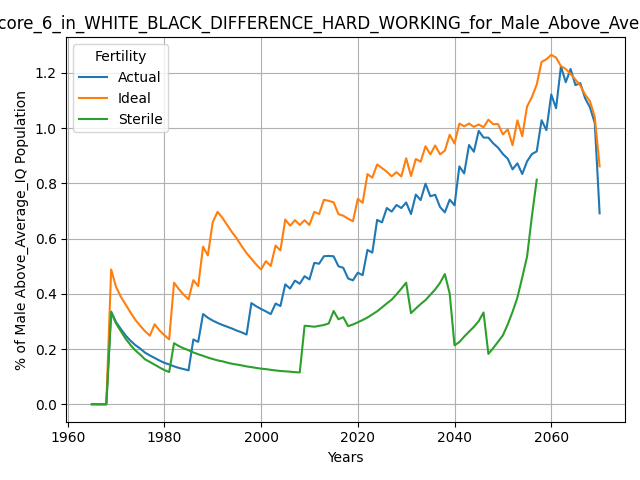 core_6_in_WHITE_BLACK_DIFFERENCE_HARD_WORKING_for_Male_Above_Ave
Fertility
Actual
Ideal
Sterile
% of Male Above_Average_IQ Population
1.2
1.0
0.8
0.6
0.4
0.2
0.0
1960 1980 2000 2020 2040 2060
Years